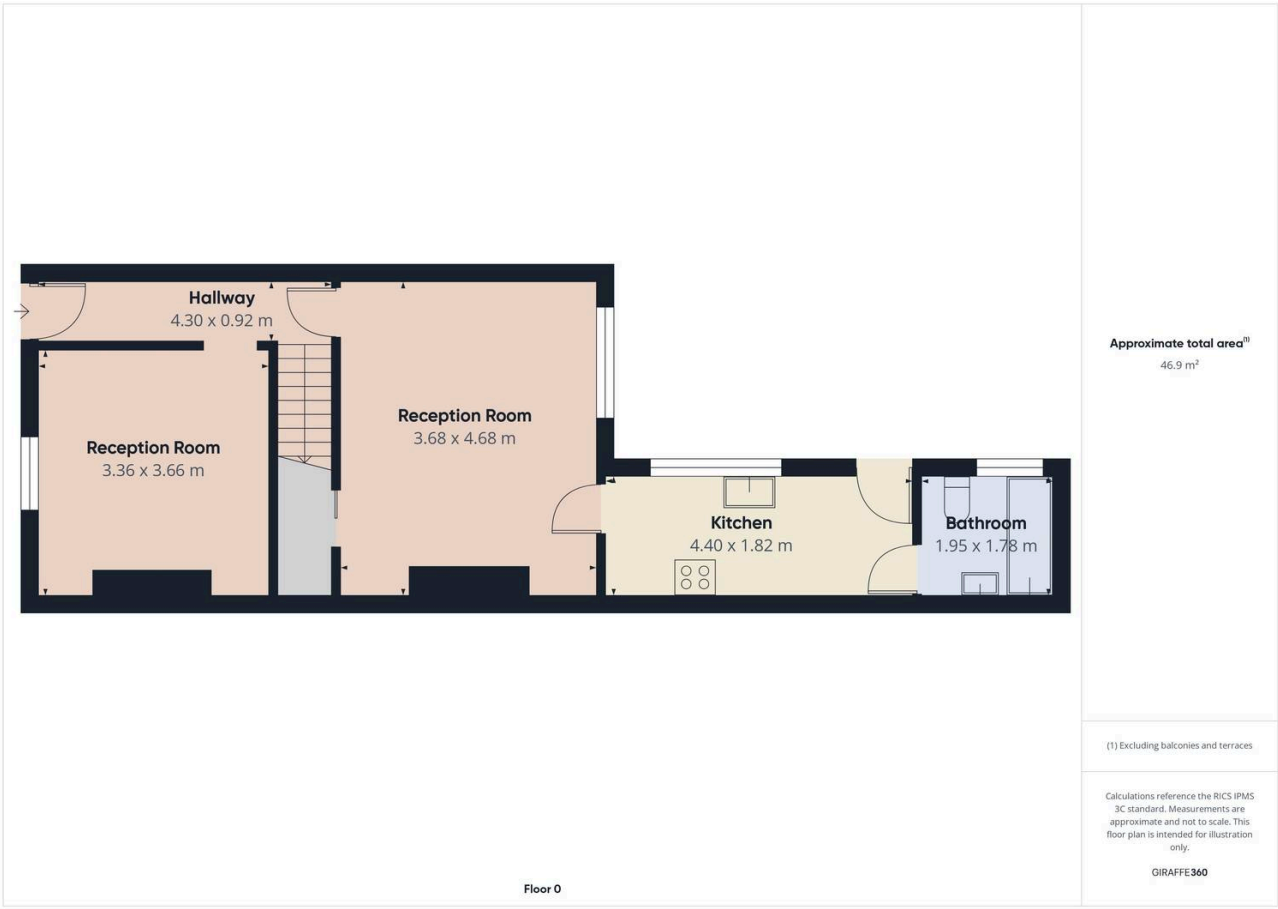 Hallway
4.30 x 0.92 m
Reception Room
3.68 x 4.68 m
Reception Room
3.36 x 3.66 m
Kitchen
4.40 x 1.82 m
Bathroom
1.95 x 1.78 m
Floor 0
Approximate total area(1)
46.9 m²
(1) Excluding balconies and terraces
Calculations reference the RICS IPMS
3C standard. Measurements are
approximate and not to scale. This
floor plan is intended for illustration
only.
GIRAFFE360